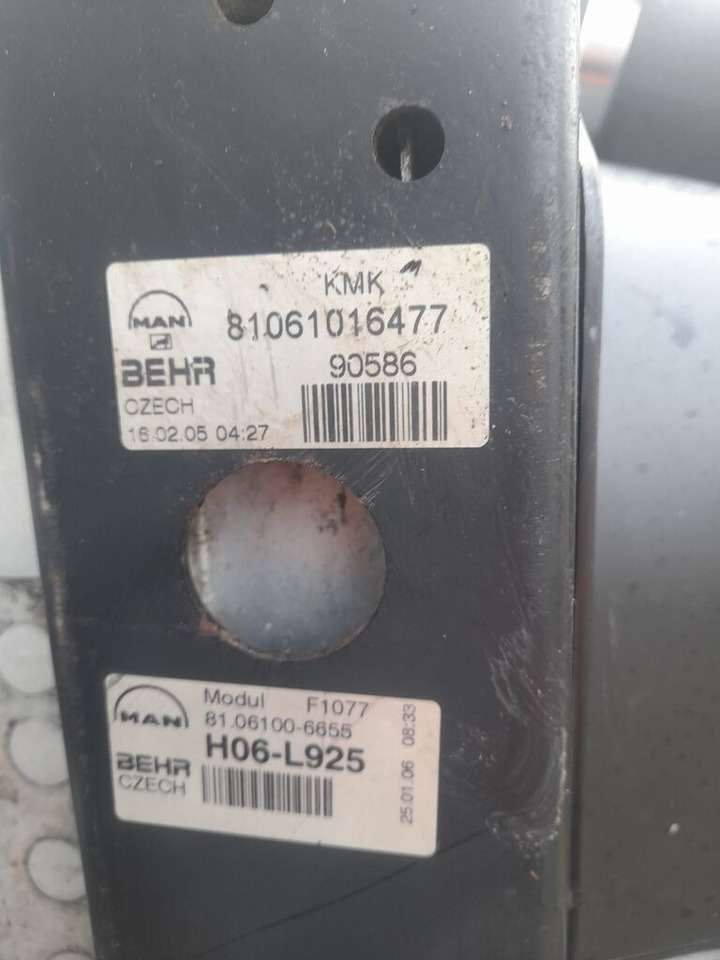 KMK
MAN
81061016477
BEHR
90586
CZECH
16.02.05 04:27
Modul F1077
MAN
81.06100-6655
H06-L925
BEHR
CZECH
25.01.06 08:33